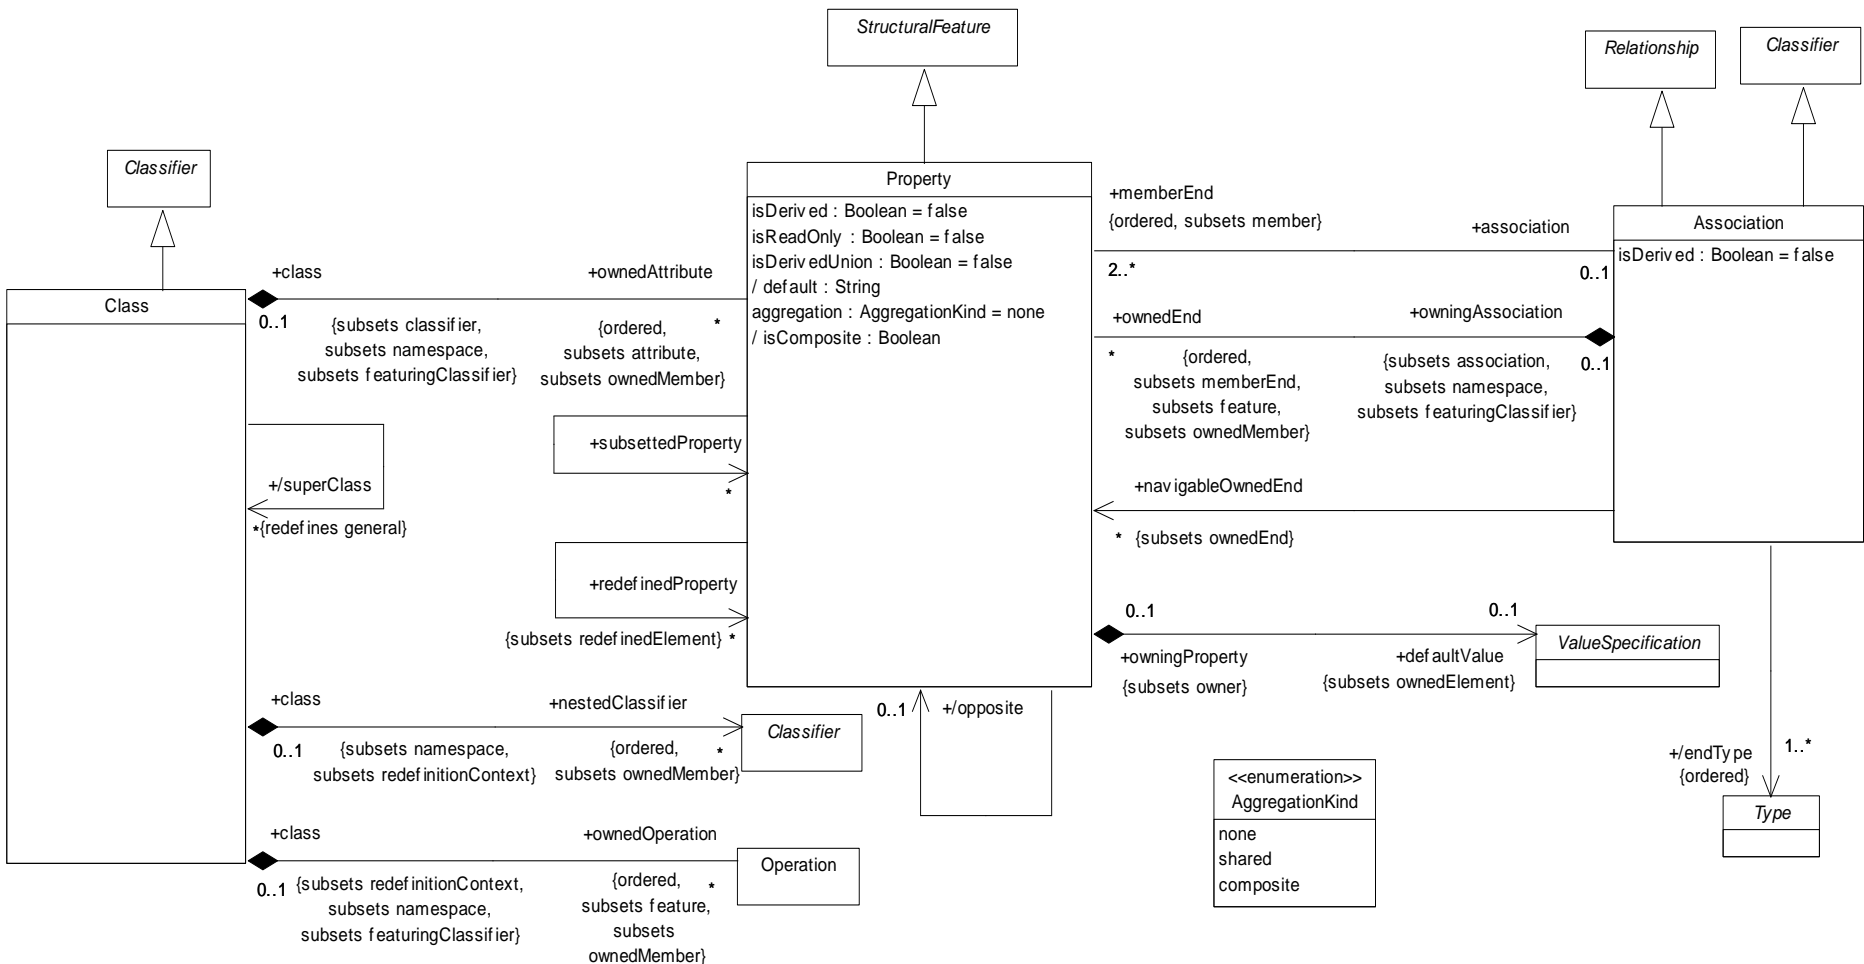 StructuralFeature
Relationship
Classifier
Classifier
Property
isDerived : Boolean = false
isReadOnly : Boolean = false
isDerivedUnion : Boolean = false
/ default : String
aggregation : AggregationKind = none
/ isComposite : Boolean
Association
isDerived : Boolean = false
Class
+class
0..1
{subsets classifier,
subsets namespace,
subsets featuringClassifier}
+ownedAttribute
*
{ordered,
subsets attribute,
subsets ownedMember}
+memberEnd
{ordered, subsets member}
2..*
+association
0..1
+ownedEnd
*
{ordered,
subsets memberEnd,
subsets feature,
subsets ownedMember}
+owningAssociation
0..1
{subsets association,
subsets namespace,
subsets featuringClassifier}
+subsettedProperty
*
+/superClass
*{redefines general}
+navigableOwnedEnd
* {subsets ownedEnd}
+redefinedProperty
{subsets redefinedElement} *
0..1
+owningProperty
{subsets owner}
0..1
+defaultValue
{subsets ownedElement}
ValueSpecification
+class
0..1
{subsets namespace,
subsets redefinitionContext}
+nestedClassifier
*
{ordered,
subsets ownedMember}
Classifier
0..1
+/opposite
+/endType
{ordered}
1..*
Type
<<enumeration>>
AggregationKind
none
shared
composite
+class
0..1
{subsets redefinitionContext,
subsets namespace,
subsets featuringClassifier}
+ownedOperation
*
{ordered,
subsets feature,
subsets
ownedMember}
Operation